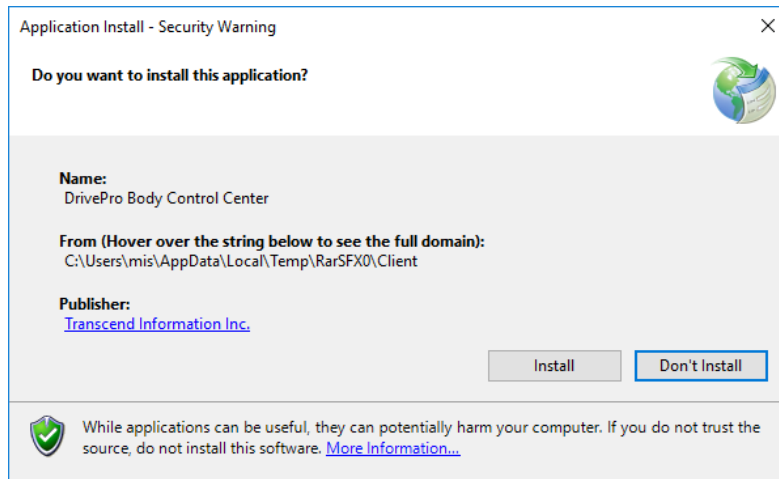 Application Install - Security Warning
Do you want to install this application?
Name:
DrivePro Body Control Center
From (Hover over the string below to see the full domain):
C:\Users\mis\AppData\Local\Temp\RarSFX0\Client
Publisher:
Transcend Information Inc.
Install
Don't Install
While applications can be useful, they can potentially harm your computer. If you do not trust the
source, do not install this software. More Information...